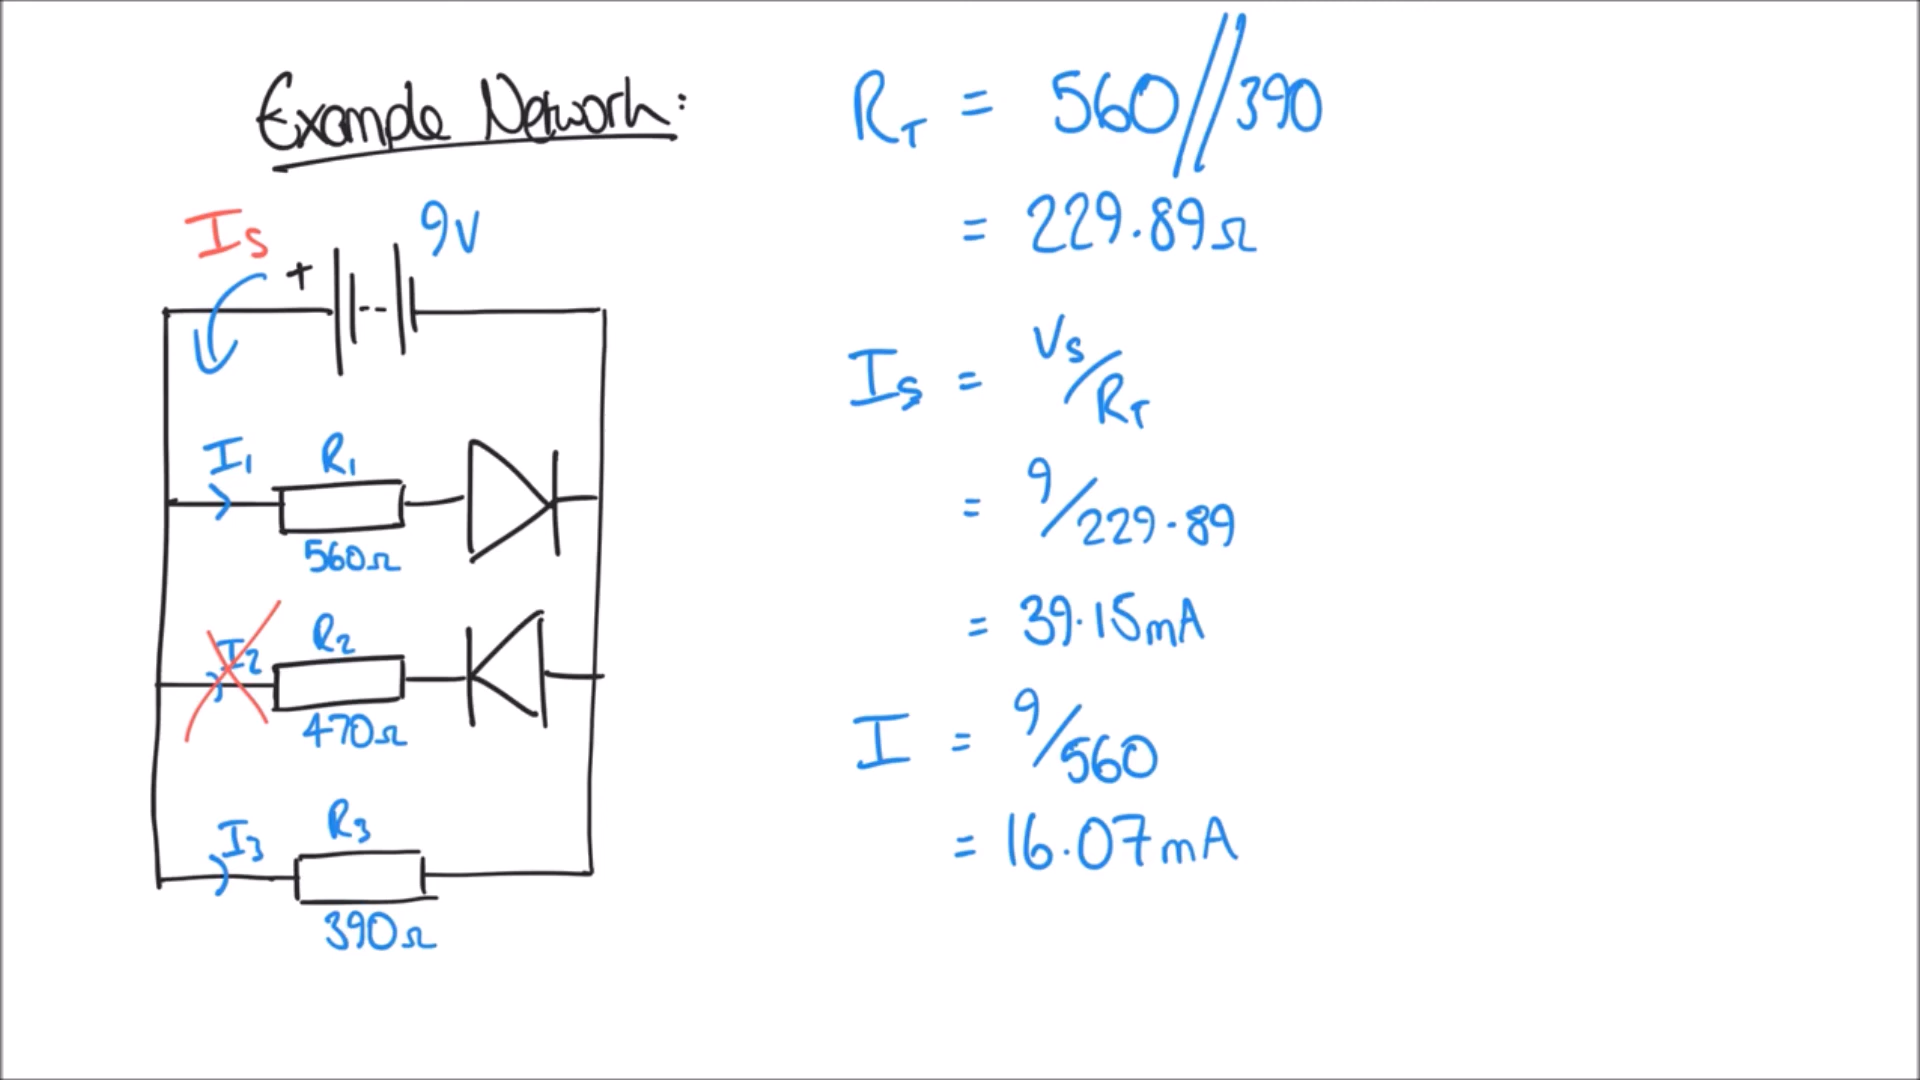 Example Network:
Is
9V
+
I1
R1
560Ω
I2
R2
470Ω
I3
R3
390Ω
RT = 560//390
= 229.89Ω
Is = Vs/RT
= 9/229.89
= 39.15mA
I = 9/560
= 16.07mA